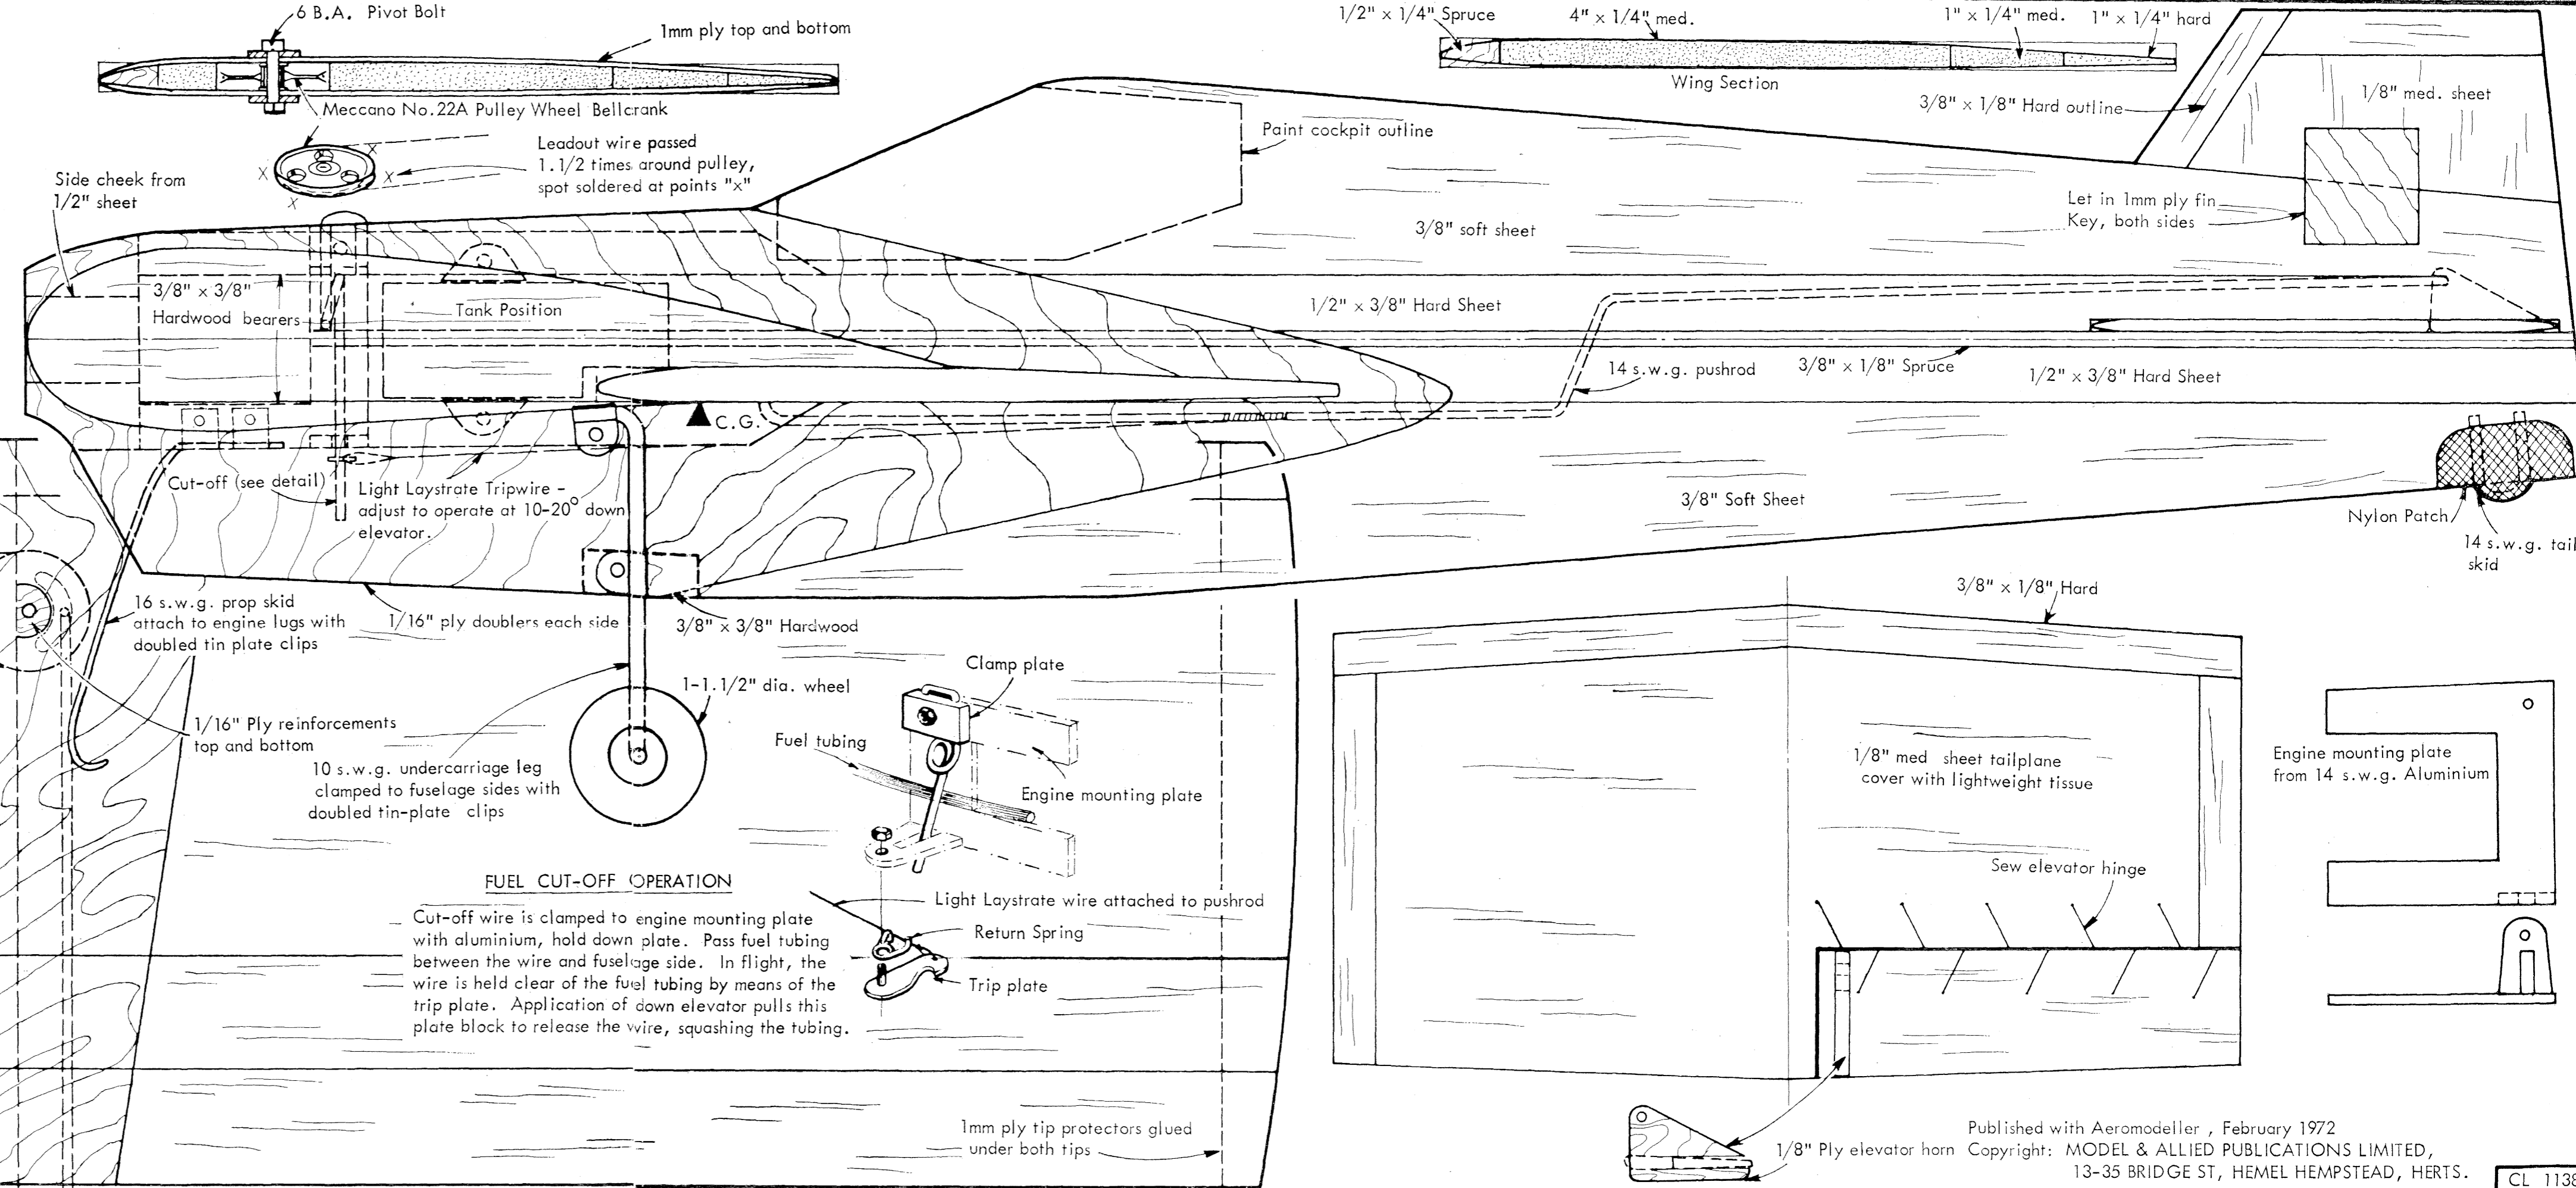 6 B.A. Pivot Bolt
1mm ply top and bottom
Meccano No.22A Pulley Wheel Bellcrank
Leadout wire passed
1.1/2 times around pulley,
spot soldered at points "x"
X
X
X
X
Side cheek from
1/2" sheet
1/2" x 1/4" Spruce
4" x 1/4" med.
1" x 1/4" med.
1" x 1/4" hard
Wing Section
3/8" x 1/8" Hard outline
1/8" med. sheet
Paint cockpit outline
Let in 1mm ply fin
Key, both sides
3/8" soft sheet
3/8" x 3/8"
Hardwood bearers
Tank Position
1/2" x 3/8" Hard Sheet
14 s.w.g. pushrod
3/8" x 1/8" Spruce
1/2" x 3/8" Hard Sheet
C.G.
Cut-off (see detail)
Light Laystrate Tripwire -
adjust to operate at 10-20° down
elevator.
3/8" Soft Sheet
Nylon Patch
14 s.w.g. tail
skid
16 s.w.g. prop skid
attach to engine lugs with
doubled tin plate clips
1/16" ply doublers each side
3/8" x 3/8" Hardwood
3/8" x 1/8" Hard
1-1.1/2" dia. wheel
Clamp plate
1/16" Ply reinforcements
top and bottom
Fuel tubing
10 s.w.g. undercarriage leg
clamped to fuselage sides with
doubled tin-plate clips
Engine mounting plate
1/8" med sheet tailplane
cover with lightweight tissue
Engine mounting plate
from 14 s.w.g. Aluminium
Sew elevator hinge
FUEL CUT-OFF OPERATION
Cut-off wire is clamped to engine mounting plate
with aluminium, hold down plate. Pass fuel tubing
between the wire and fuselage side. In flight, the
wire is held clear of the fuel tubing by means of the
trip plate. Application of down elevator pulls this
plate block to release the wire, squashing the tubing.
Light Laystrate wire attached to pushrod
Return Spring
Trip plate
1mm ply tip protectors glued
under both tips
1/8" Ply elevator horn
Published with Aeromodeller , February 1972
Copyright: MODEL & ALLIED PUBLICATIONS LIMITED,
13-35 BRIDGE ST, HEMEL HEMPSTEAD, HERTS.
CL 1138